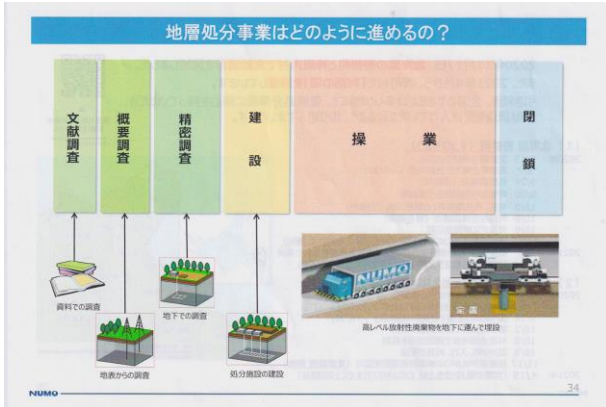 地層処分事業はどのように進めるの？
文献調査
概要調査
精密調査
建設
操業
閉鎖
資料での調査
地表からの調査
地下での調査
処分施設の建設
NUMO
定置
高レベル放射性廃棄物を地下に運んで埋設
NUMO
34